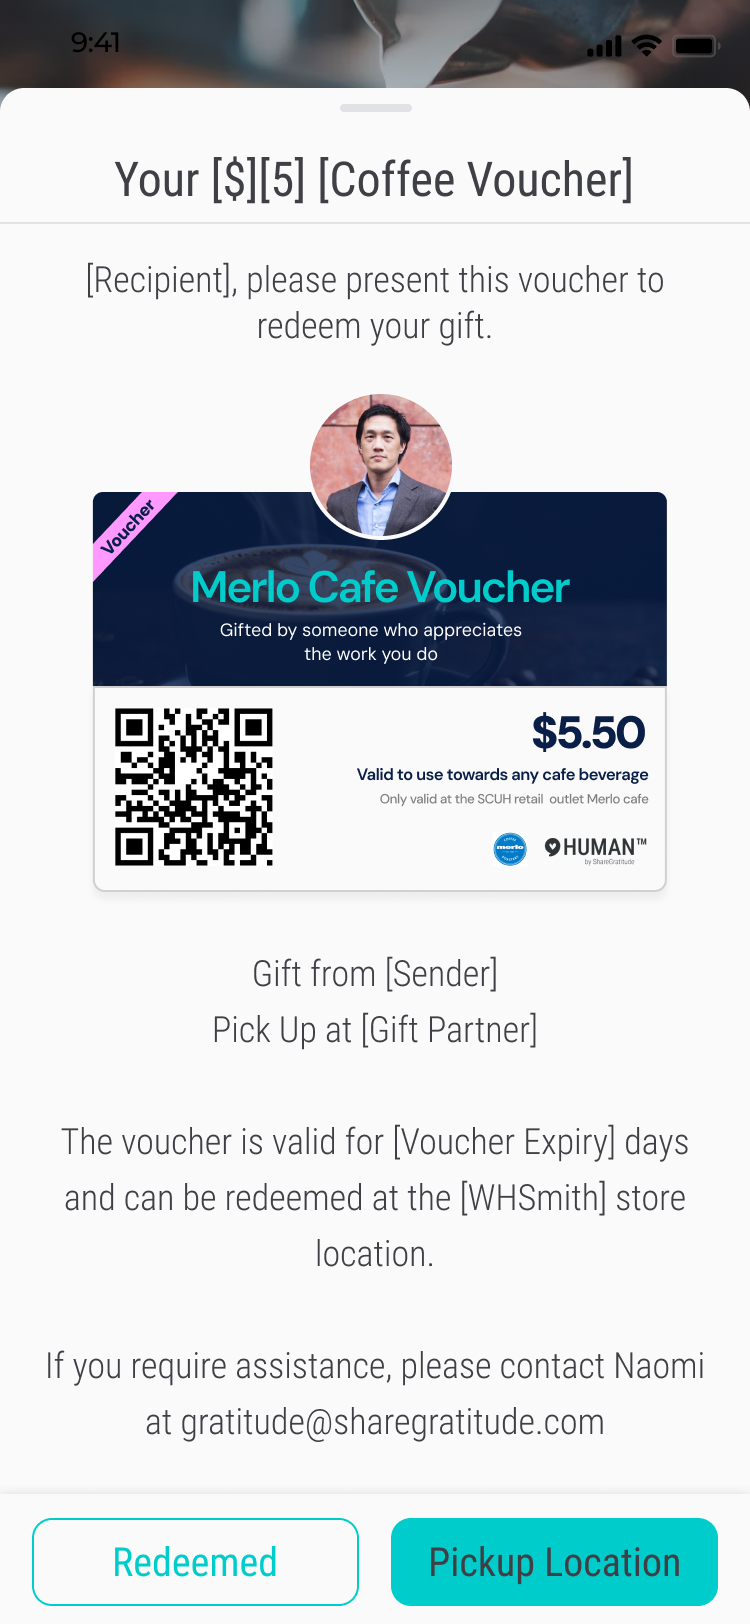 9:41
Your [$][5] [Coffee Voucher]
[Recipient], please present this voucher to
redeem your gift.
Voucher
Merlo Cafe Voucher
Gifted by someone who appreciates
the work you do
$5.50
Valid to use towards any cafe beverage
Only valid at the SCUH retail outlet Merlo cafe
merlo
HUMAN™
by ShareGratitude
Gift from [Sender]
Pick Up at [Gift Partner]
The voucher is valid for [Voucher Expiry] days
and can be redeemed at the [WHSmith] store
location.
If you require assistance, please contact Naomi
at gratitude@sharegratitude.com
Redeemed
Pickup Location